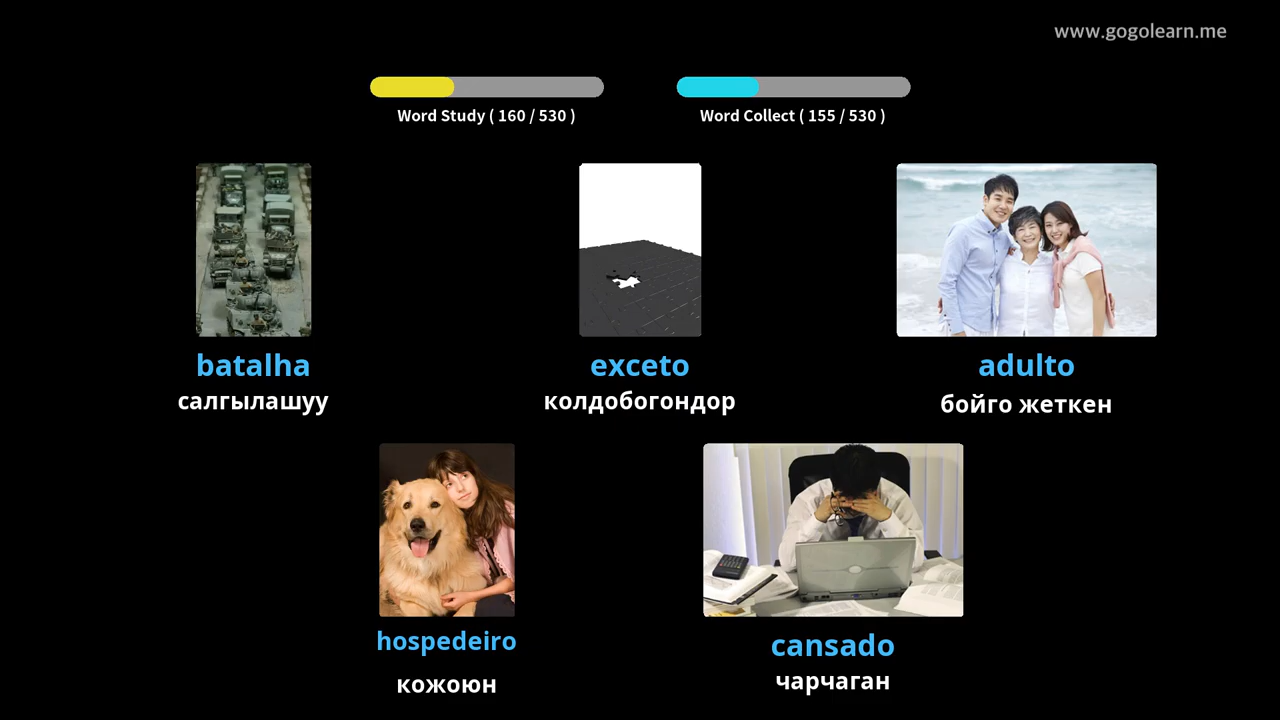 www.gogolearn.me
Word Study ( 160 / 530 )
Word Collect ( 155 / 530 )
batalha
салгылашуу
exceto
колдобогондор
adulto
бойго жеткен
hospedeiro
кожоюн
cansado
чарчаган